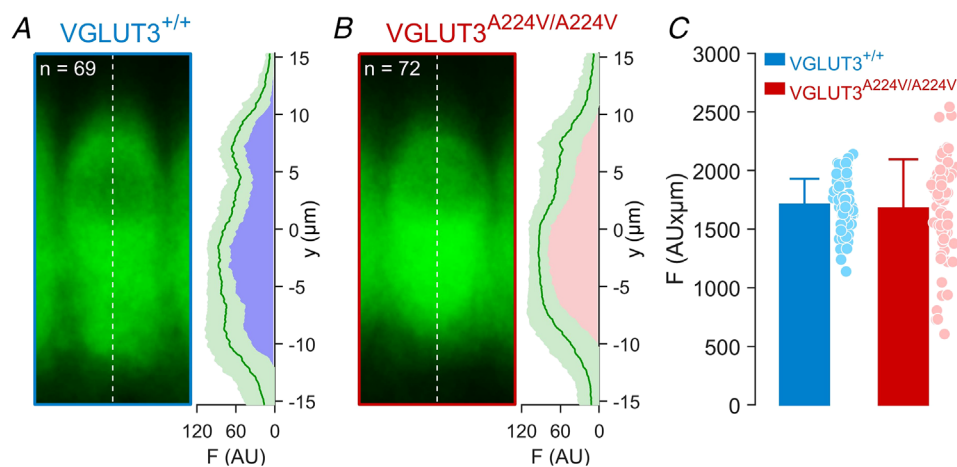 A VGLUT3+/+
n = 69
15
10
5
0
-5
-10
-15
y (µm)
120 60 0
F (AU)
B VGLUT3A224V/A224V
n = 72
15
10
5
0
-5
-10
-15
y (µm)
120 60 0
F (AU)
C
3000
2500
2000
1500
1000
500
0
F (AUxµm)
VGLUT3+/+
VGLUT3A224V/A224V